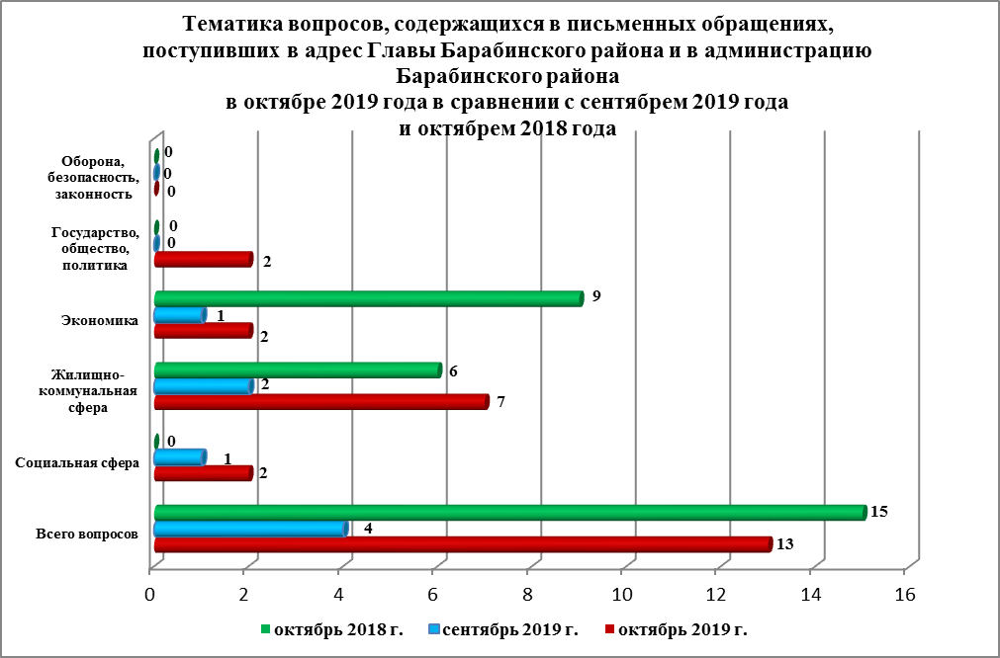 Тематика вопросов, содержащихся в письменных обращениях,
поступивших в адрес Главы Барабинского района и в администрацию
Барабинского района
в октябре 2019 года в сравнении с сентябрем 2019 года
и октябрем 2018 года
Оборона,
безопасность,
законность
0
0
0
Государство,
общество,
политика
0
0
2
Экономика
9
1
2
Жилищно-
коммунальная
сфера
6
2
7
Социальная сфера
0
1
2
Всего вопросов
15
4
13
0 2 4 6 8 10 12 14 16
октябрь 2018 г. сентябрь 2019 г. октябрь 2019 г.